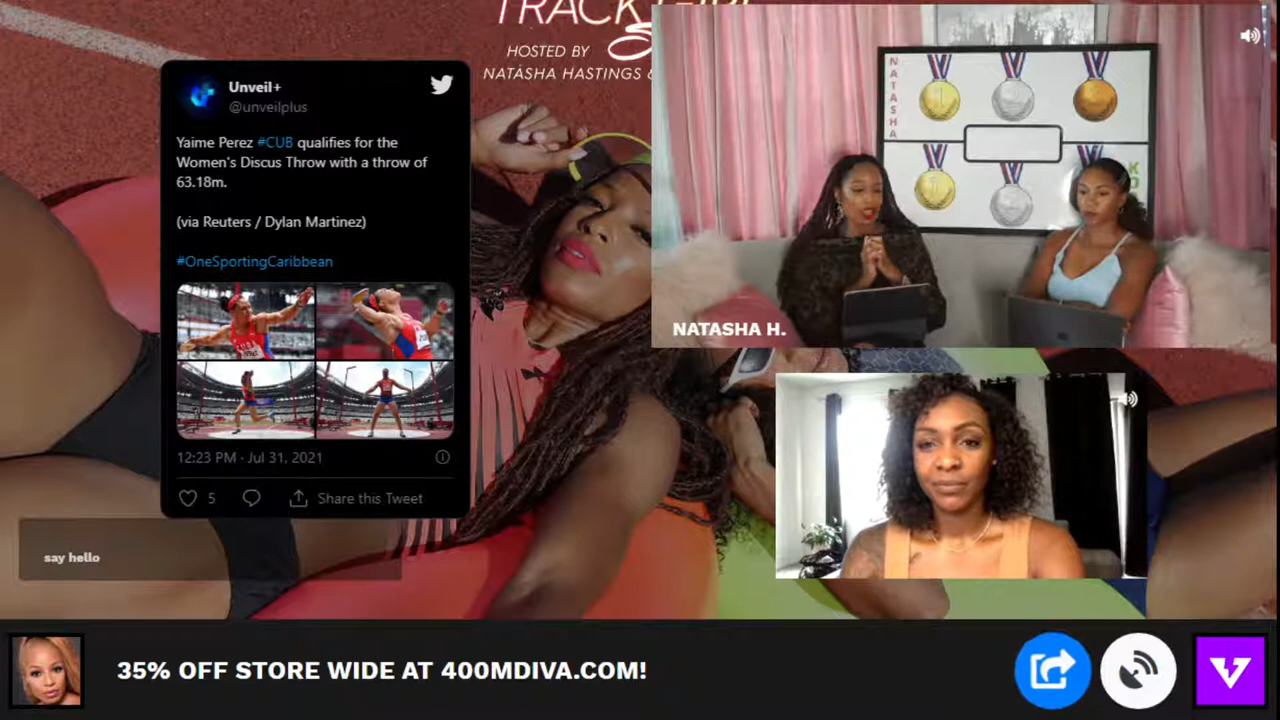 HOSTED BY
NATASHA HASTINGS &
Unveil+
@unveilplus
Yaime Perez #CUB qualifies for the
Women's Discus Throw with a throw of
63.18m.
(via Reuters / Dylan Martinez)
#OneSportingCaribbean
12:23 PM · Jul 31, 2021
5
Share this Tweet
say hello
NATASHA
NATASHA H.
35% OFF STORE WIDE AT 400MDIVA.COM!